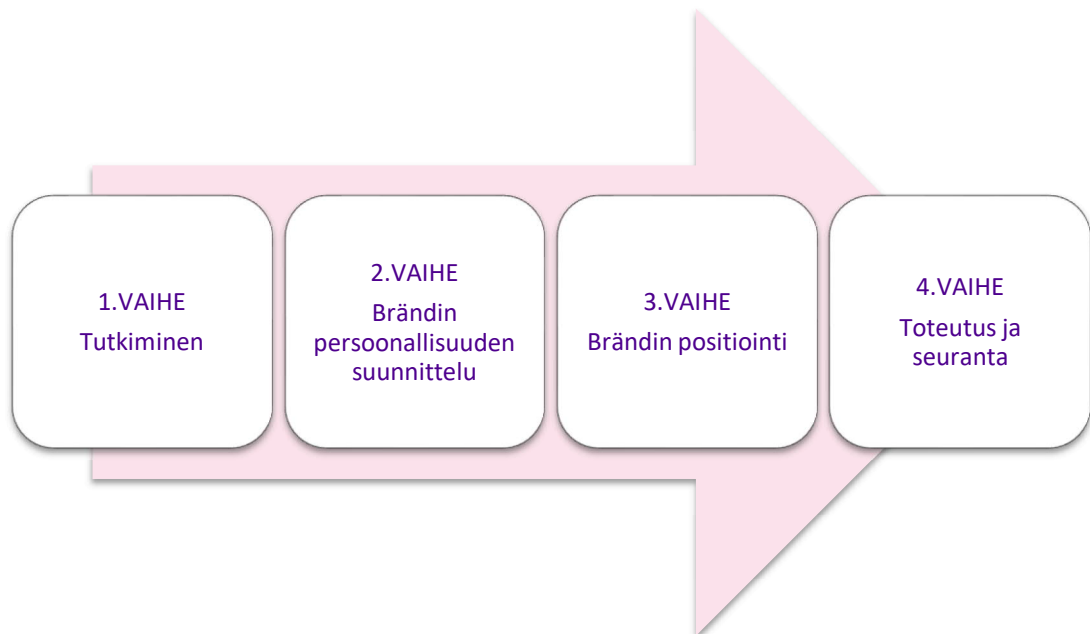 1.VAIHE
Tutkiminen
2.VAIHE
Brändin
persoonallisuuden
suunnittelu
3.VAIHE
Brändin positiointi
4.VAIHE
Toteutus ja
seuranta